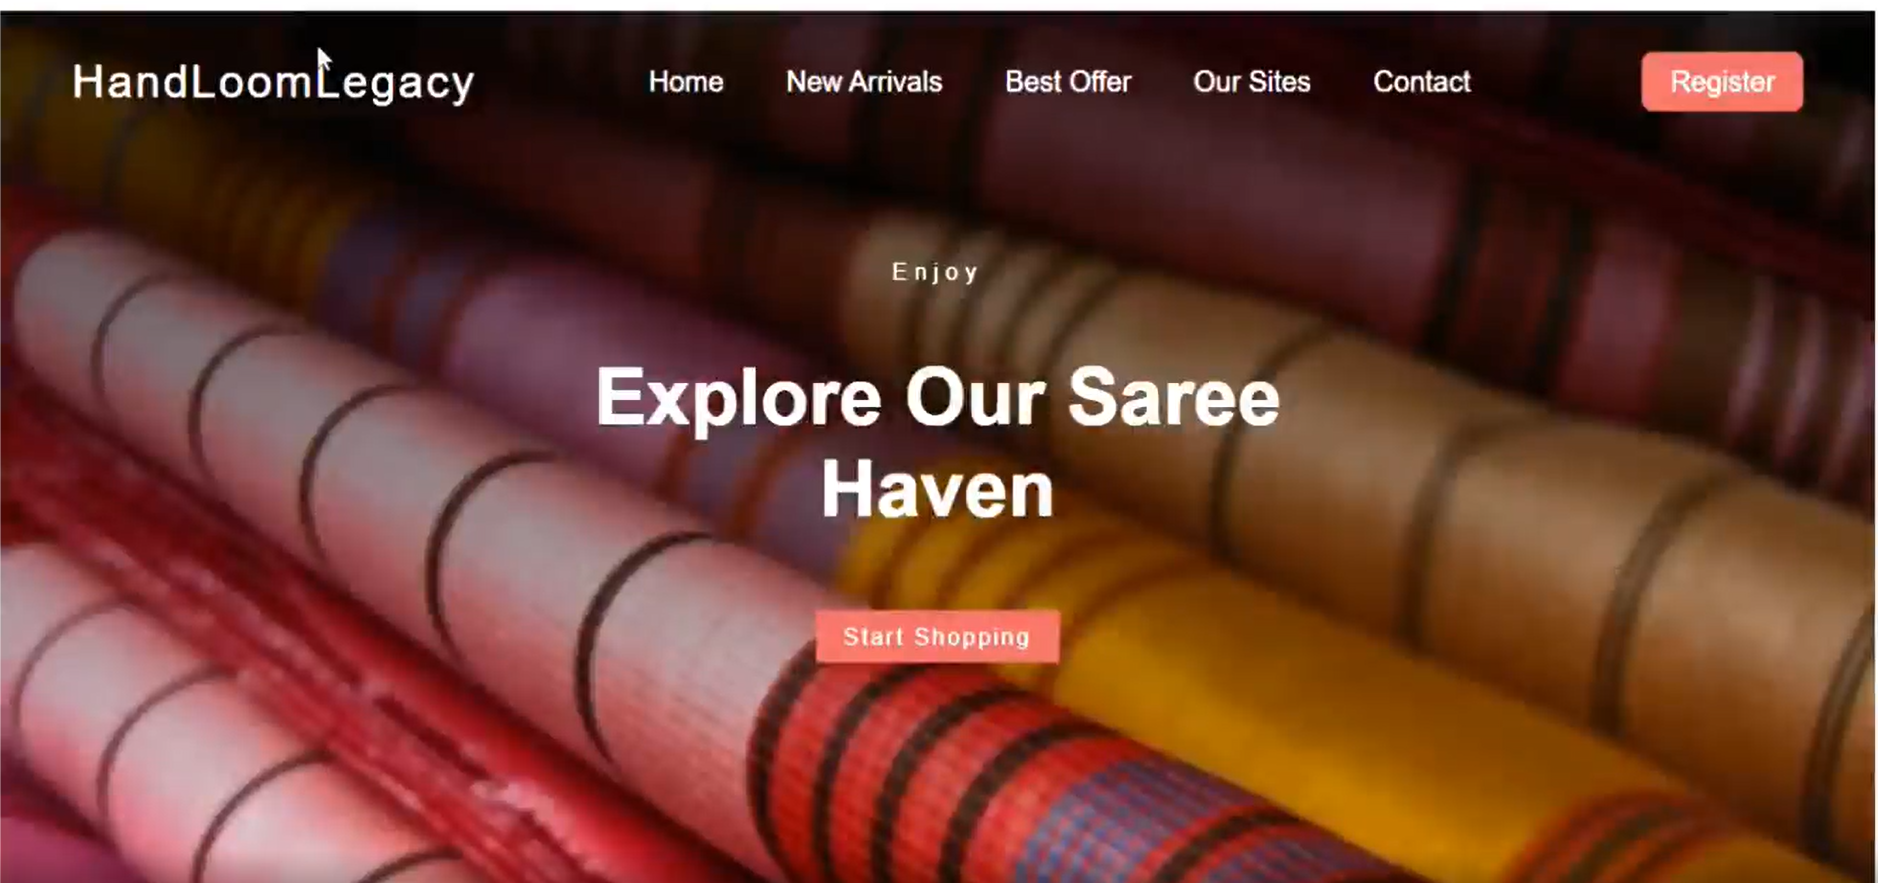 HandLoomLegacy
Home New Arrivals Best Offer Our Sites Contact
Register
Enjoy
Explore Our Saree
Haven
Start Shopping